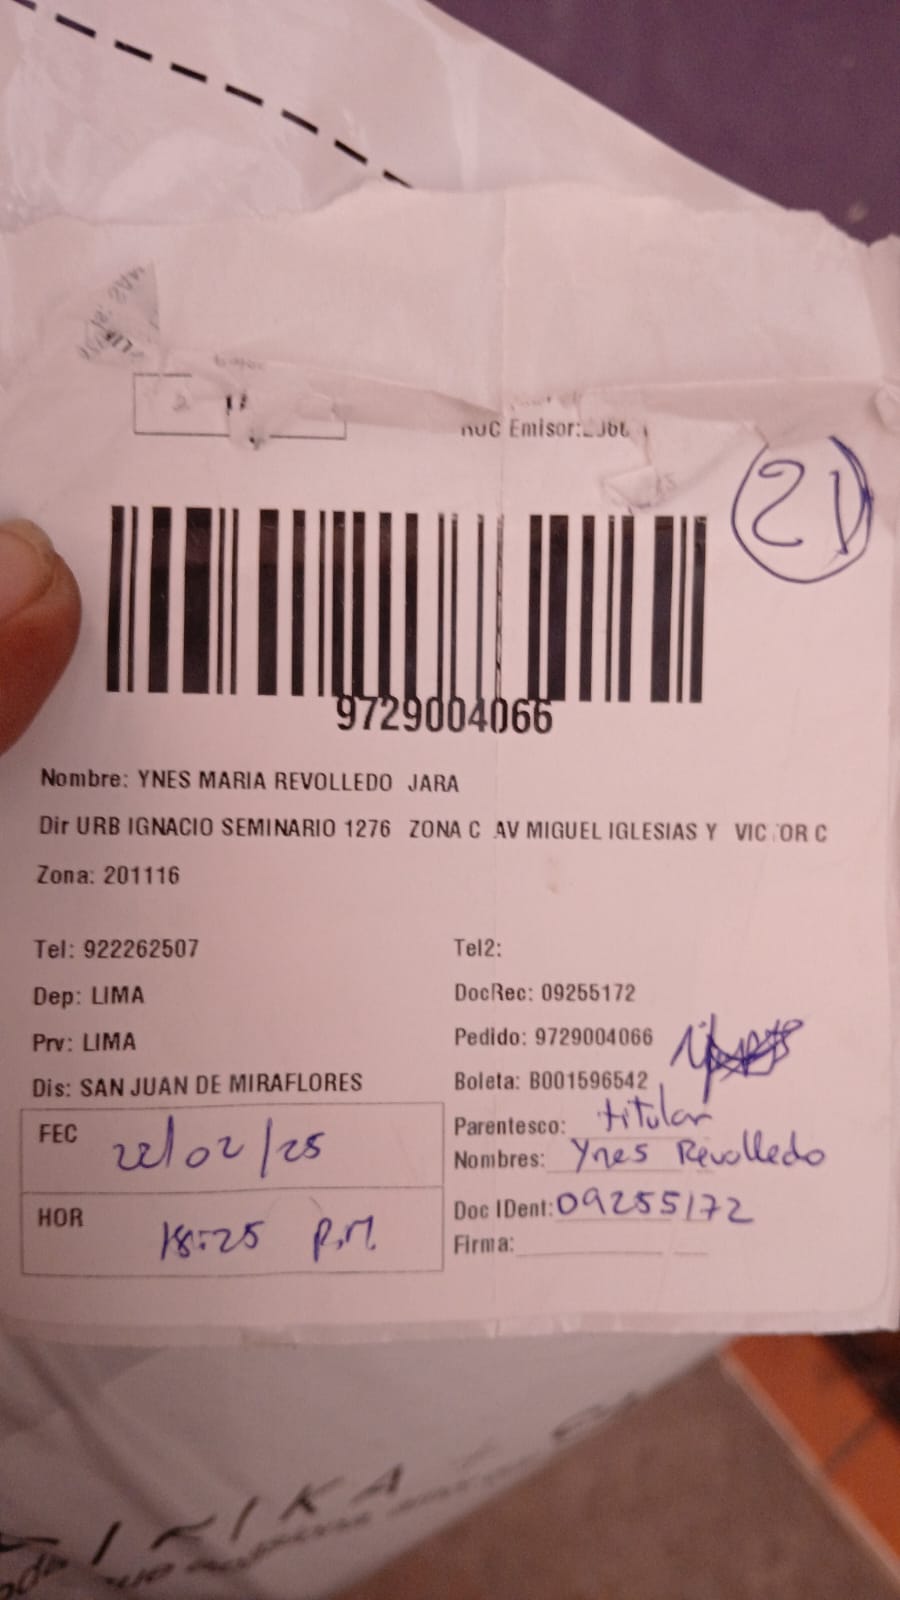 RUC Emisor:
21
9729004066
Nombre: YNES MARIA REVOLLEDO JARA
Dir URB IGNACIO SEMINARIO 1276 ZONA C AV MIGUEL IGLESIAS Y VICTOR C
Zona: 201116
Tel: 922262507 Tel2:
Dep: LIMA DocRec: 09255172
Prv: LIMA Pedido: 9729004066
Dis: SAN JUAN DE MIRAFLORES Boleta: B001596542
FEC 22/02/25 Parentesco: titular
Nombres: Ynes Revolledo
HOR 18:25 P.M. Doc IDent: 09255172
Firma: